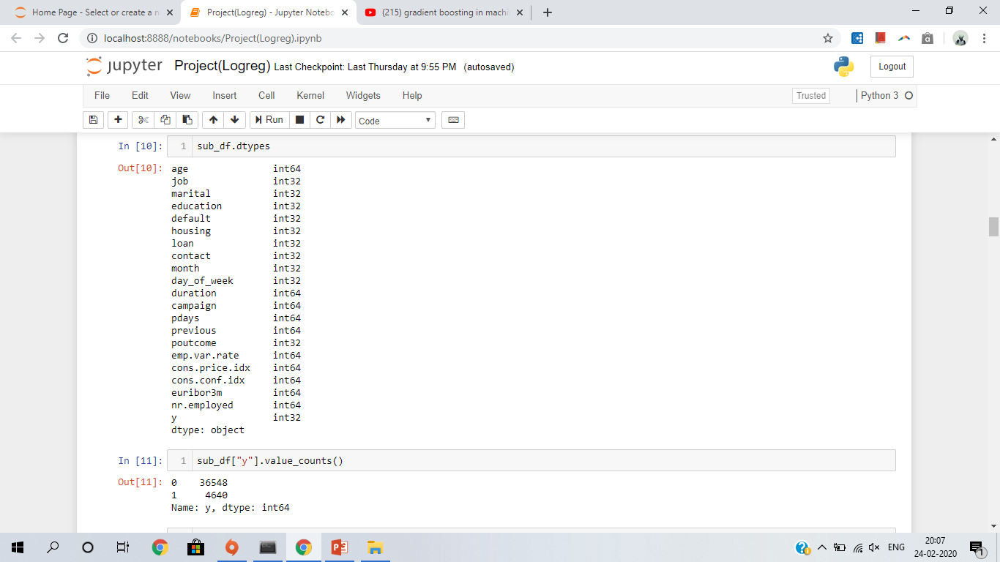 Home Page - Select or create a n
Project(Logreg) - Jupyter Notebo
(215) gradient boosting in machi
localhost:8888/notebooks/Project(Logreg).ipynb
jupyter Project(Logreg) Last Checkpoint: Last Thursday at 9:55 PM (autosaved)
Logout
File Edit View Insert Cell Kernel Widgets Help
Trusted Python 3
Run Code
In [10]: 1 sub_df.dtypes
Out[10]: age int64
job int32
marital int32
education int32
default int32
housing int32
loan int32
contact int32
month int32
day_of_week int32
duration int64
campaign int64
pdays int64
previous int64
poutcome int32
emp.var.rate int64
cons.price.idx int64
cons.conf.idx int64
euribor3m int64
nr.employed int64
y int32
dtype: object
In [11]: 1 sub_df["y"].value_counts()
Out[11]: 0 36548
1 4640
Name: y, dtype: int64
ENG
20:07
24-02-2020
1